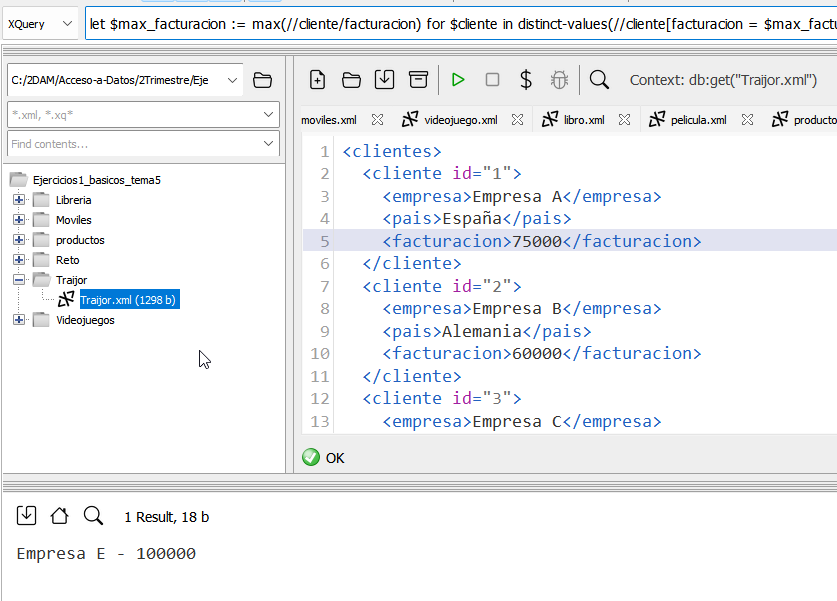 XQuery
let $max_facturacion := max(//cliente/facturacion) for $cliente in distinct-values(//cliente[facturacion = $max_factu
C:/2DAM/Acceso-a-Datos/2Trimestre/Eje
Context: db:get("Traijor.xml")
*.xml, *.xq*
Find contents...
moviles.xml
videojuego.xml
libro.xml
pelicula.xml
producto
Ejercicios1_basicos_tema5
Libreria
Moviles
productos
Reto
Traijor
Traijor.xml (1298 b)
Videojuegos
1 <clientes>
2 <cliente id="1">
3 <empresa>Empresa A</empresa>
4 <pais>España</pais>
5 <facturacion>75000</facturacion>
6 </cliente>
7 <cliente id="2">
8 <empresa>Empresa B</empresa>
9 <pais>Alemania</pais>
10 <facturacion>60000</facturacion>
11 </cliente>
12 <cliente id="3">
13 <empresa>Empresa C</empresa>
OK
1 Result, 18 b
Empresa E - 100000